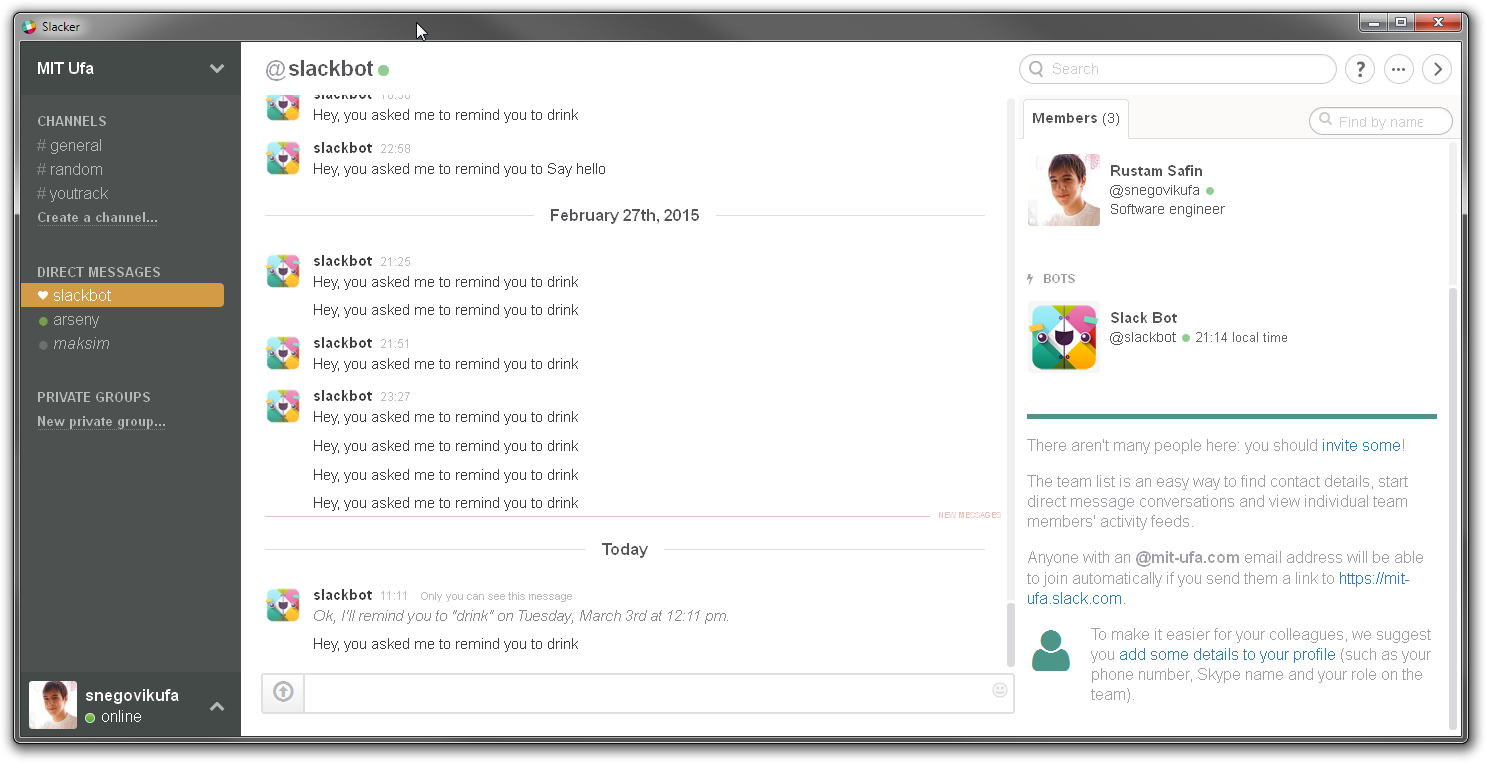 Slacker
MIT Ufa
CHANNELS
# general
# random
# youtrack
Create a channel...
DIRECT MESSAGES
slackbot
arseny
maksim
PRIVATE GROUPS
New private group...
snegovikufa
online
@slackbot
slackbot 16:56
Hey, you asked me to remind you to drink
slackbot 22:58
Hey, you asked me to remind you to Say hello
February 27th, 2015
slackbot 21:25
Hey, you asked me to remind you to drink
Hey, you asked me to remind you to drink
slackbot 21:51
Hey, you asked me to remind you to drink
slackbot 23:27
Hey, you asked me to remind you to drink
Hey, you asked me to remind you to drink
Hey, you asked me to remind you to drink
Hey, you asked me to remind you to drink
NEW MESSAGES
Today
slackbot 11:11 Only you can see this message
Ok, I'll remind you to "drink" on Tuesday, March 3rd at 12:11 pm.
Hey, you asked me to remind you to drink
Search
?
Members (3)
Find by name
Rustam Safin
@snegovikufa
Software engineer
BOTS
Slack Bot
@slackbot 21:14 local time
There aren't many people here: you should invite some!
The team list is an easy way to find contact details, start
direct message conversations and view individual team
members' activity feeds.
Anyone with an @mit-ufa.com email address will be able
to join automatically if you send them a link to https://mit-
ufa.slack.com.
To make it easier for your colleagues, we suggest
you add some details to your profile (such as your
phone number, Skype name and your role on the
team).